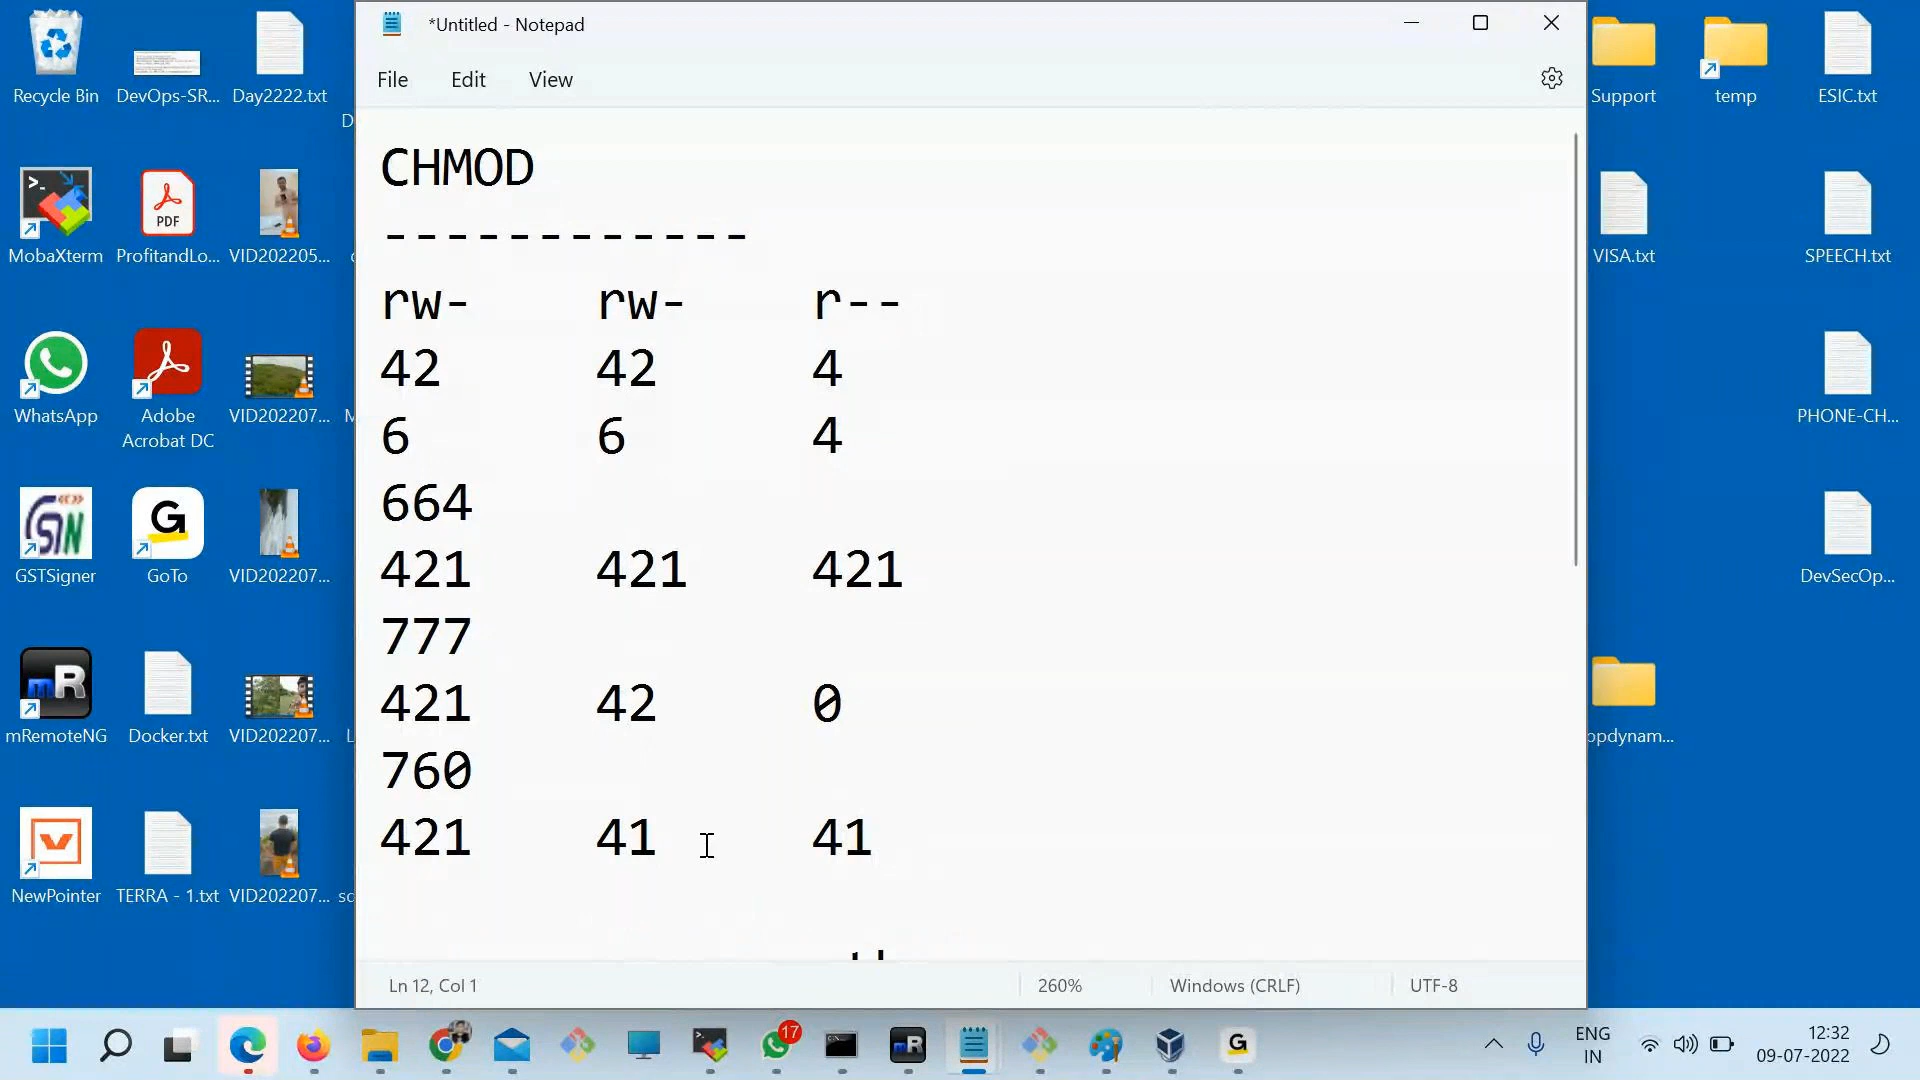 *Untitled - Notepad
File Edit View
CHMOD
------------
rw- rw- r--
42 42 4
6 6 4
664
421 421 421
777
421 42 0
760
421 41 41
Ln 12, Col 1
260%
Windows (CRLF)
UTF-8
Recycle Bin
DevOps-SR...
Day2222.txt
MobaXterm
ProfitandLo...
VID202205...
WhatsApp
Adobe
Acrobat DC
VID202207...
GSTSigner
GoTo
VID202207...
mRemoteNG
Docker.txt
VID202207...
NewPointer
TERRA - 1.txt
VID202207...
Support
temp
ESIC.txt
VISA.txt
SPEECH.txt
PHONE-CH...
DevSecOp...
opdynam...
PDF
17
ENG
IN
12:32
09-07-2022